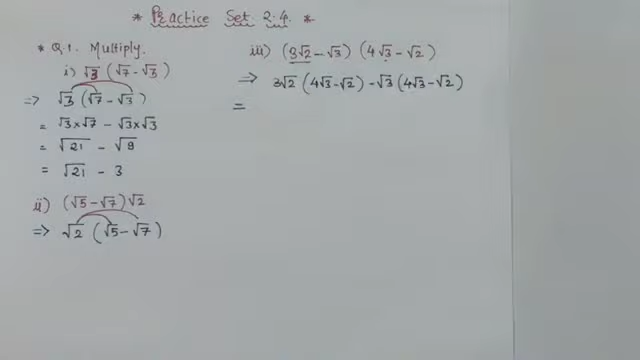 * Practice Set 2.4. *
* Q.1. Multiply.
i) √3 (√7 - √3)
=> √3 (√7 - √3)
= √3 x √7 - √3 x √3
= √21 - √9
= √21 - 3
ii) (√5 - √7) √2
=> √2 (√5 - √7)
iii) (3√2 - √3) (4√3 - √2)
=> 3√2 (4√3 - √2) - √3 (4√3 - √2)
=